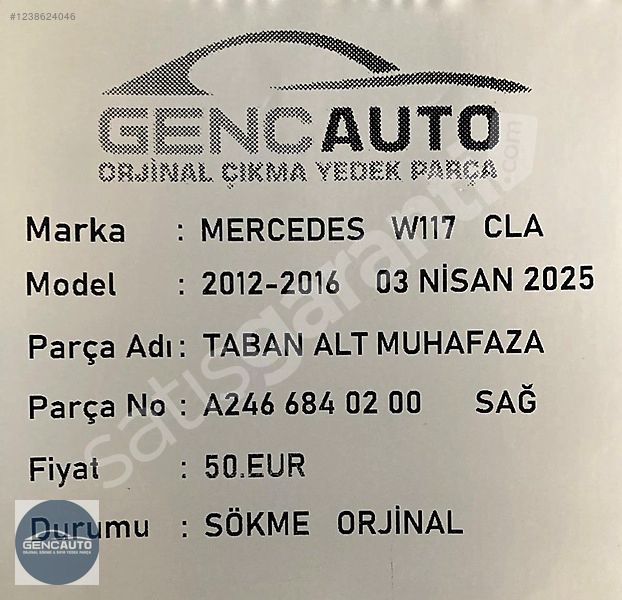 #1238624046
GENCAUTO
ORJİNAL ÇIKMA YEDEK PARÇA
Marka : MERCEDES W117 CLA
Model : 2012-2016 03 NİSAN 2025
Parça Adı : TABAN ALT MUHAFAZA
Parça No : A246 684 02 00 SAĞ
Fiyat : 50.EUR
Durumu : SÖKME ORJİNAL
satisgaranti.com
GENCAUTO